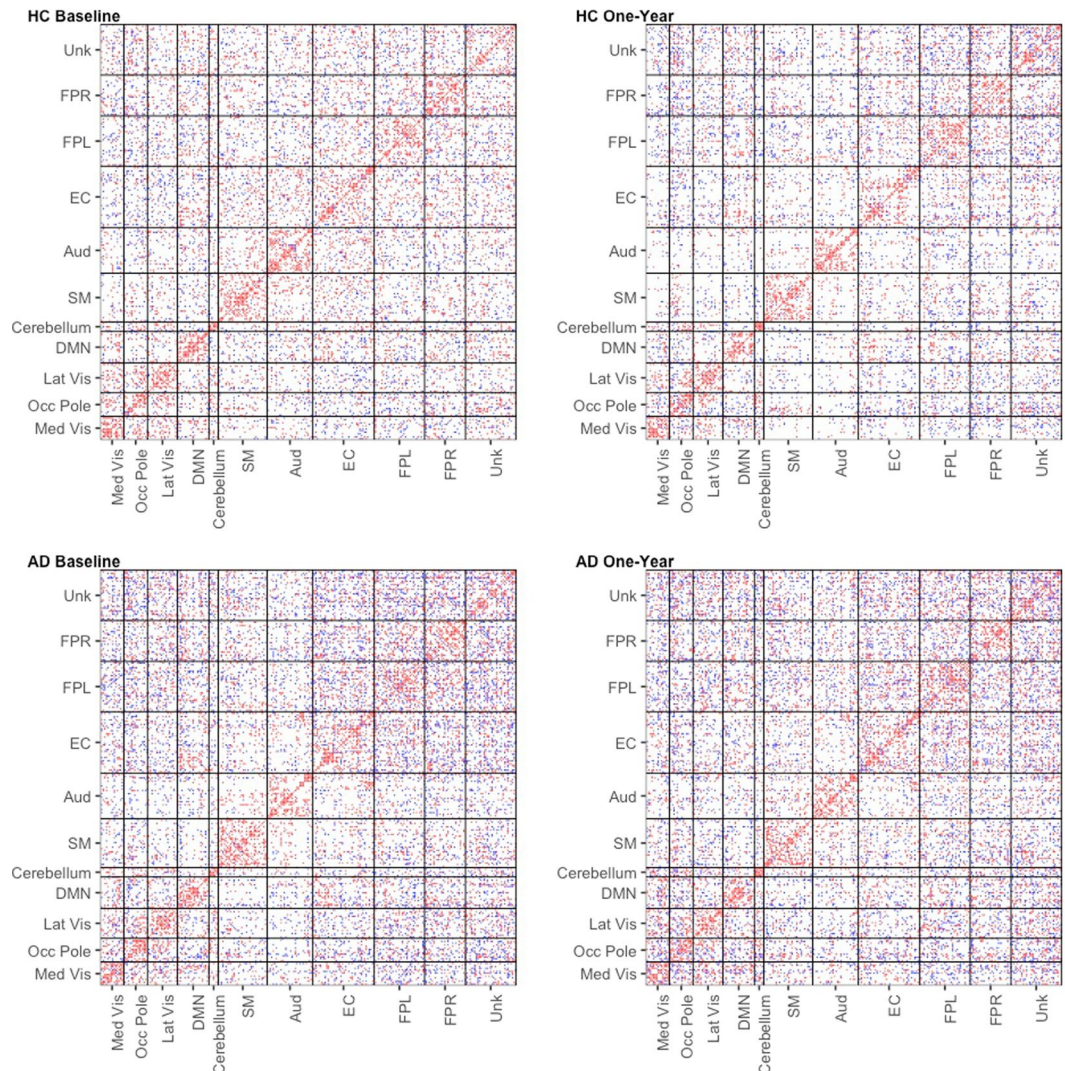 HC Baseline
Unk
FPR
FPL
EC
Aud
SM
Cerebellum
DMN
Lat Vis
Occ Pole
Med Vis
Med Vis
Occ Pole
Lat Vis
DMN
Cerebellum
SM
Aud
EC
FPL
FPR
Unk
HC One-Year
Unk
FPR
FPL
EC
Aud
SM
Cerebellum
DMN
Lat Vis
Occ Pole
Med Vis
Med Vis
Occ Pole
Lat Vis
DMN
Cerebellum
SM
Aud
EC
FPL
FPR
Unk
AD Baseline
Unk
FPR
FPL
EC
Aud
SM
Cerebellum
DMN
Lat Vis
Occ Pole
Med Vis
Med Vis
Occ Pole
Lat Vis
DMN
Cerebellum
SM
Aud
EC
FPL
FPR
Unk
AD One-Year
Unk
FPR
FPL
EC
Aud
SM
Cerebellum
DMN
Lat Vis
Occ Pole
Med Vis
Med Vis
Occ Pole
Lat Vis
DMN
Cerebellum
SM
Aud
EC
FPL
FPR
Unk